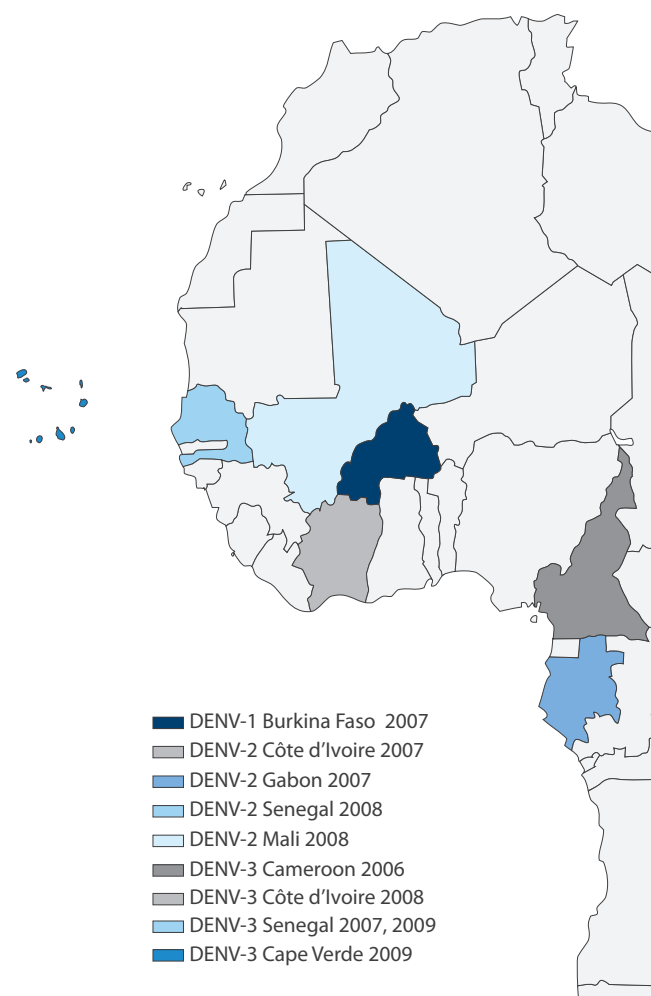 DENV-1 Burkina Faso 2007
DENV-2 Côte d’Ivoire 2007
DENV-2 Gabon 2007
DENV-2 Senegal 2008
DENV-2 Mali 2008
DENV-3 Cameroon 2006
DENV-3 Côte d’Ivoire 2008
DENV-3 Senegal 2007, 2009
DENV-3 Cape Verde 2009